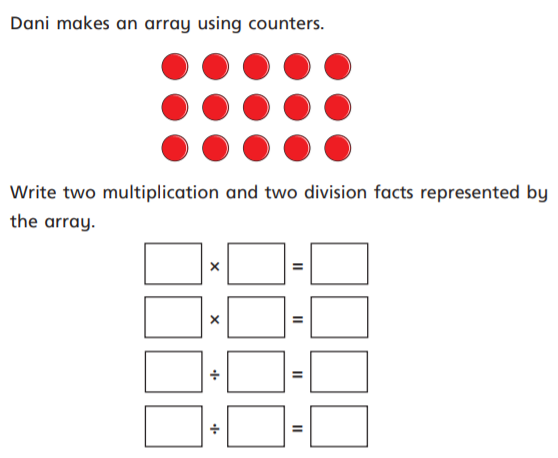 Dani makes an array using counters.
Write two multiplication and two division facts represented by
the array.
× =
× =
÷ =
÷ =